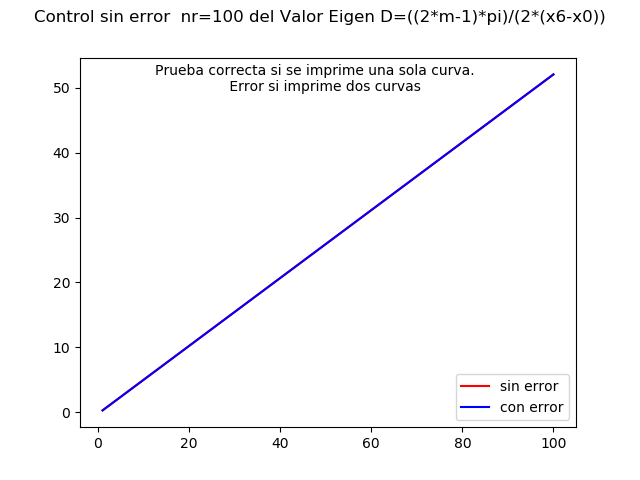 Control sin error  nr=100 del Valor Eigen D=((2*m-1)*pi)/(2*(x6-x0))
Prueba correcta si se imprime una sola curva.
Error si imprime dos curvas
50
40
30
20
10
0
sin error
con error
0 20 40 60 80 100